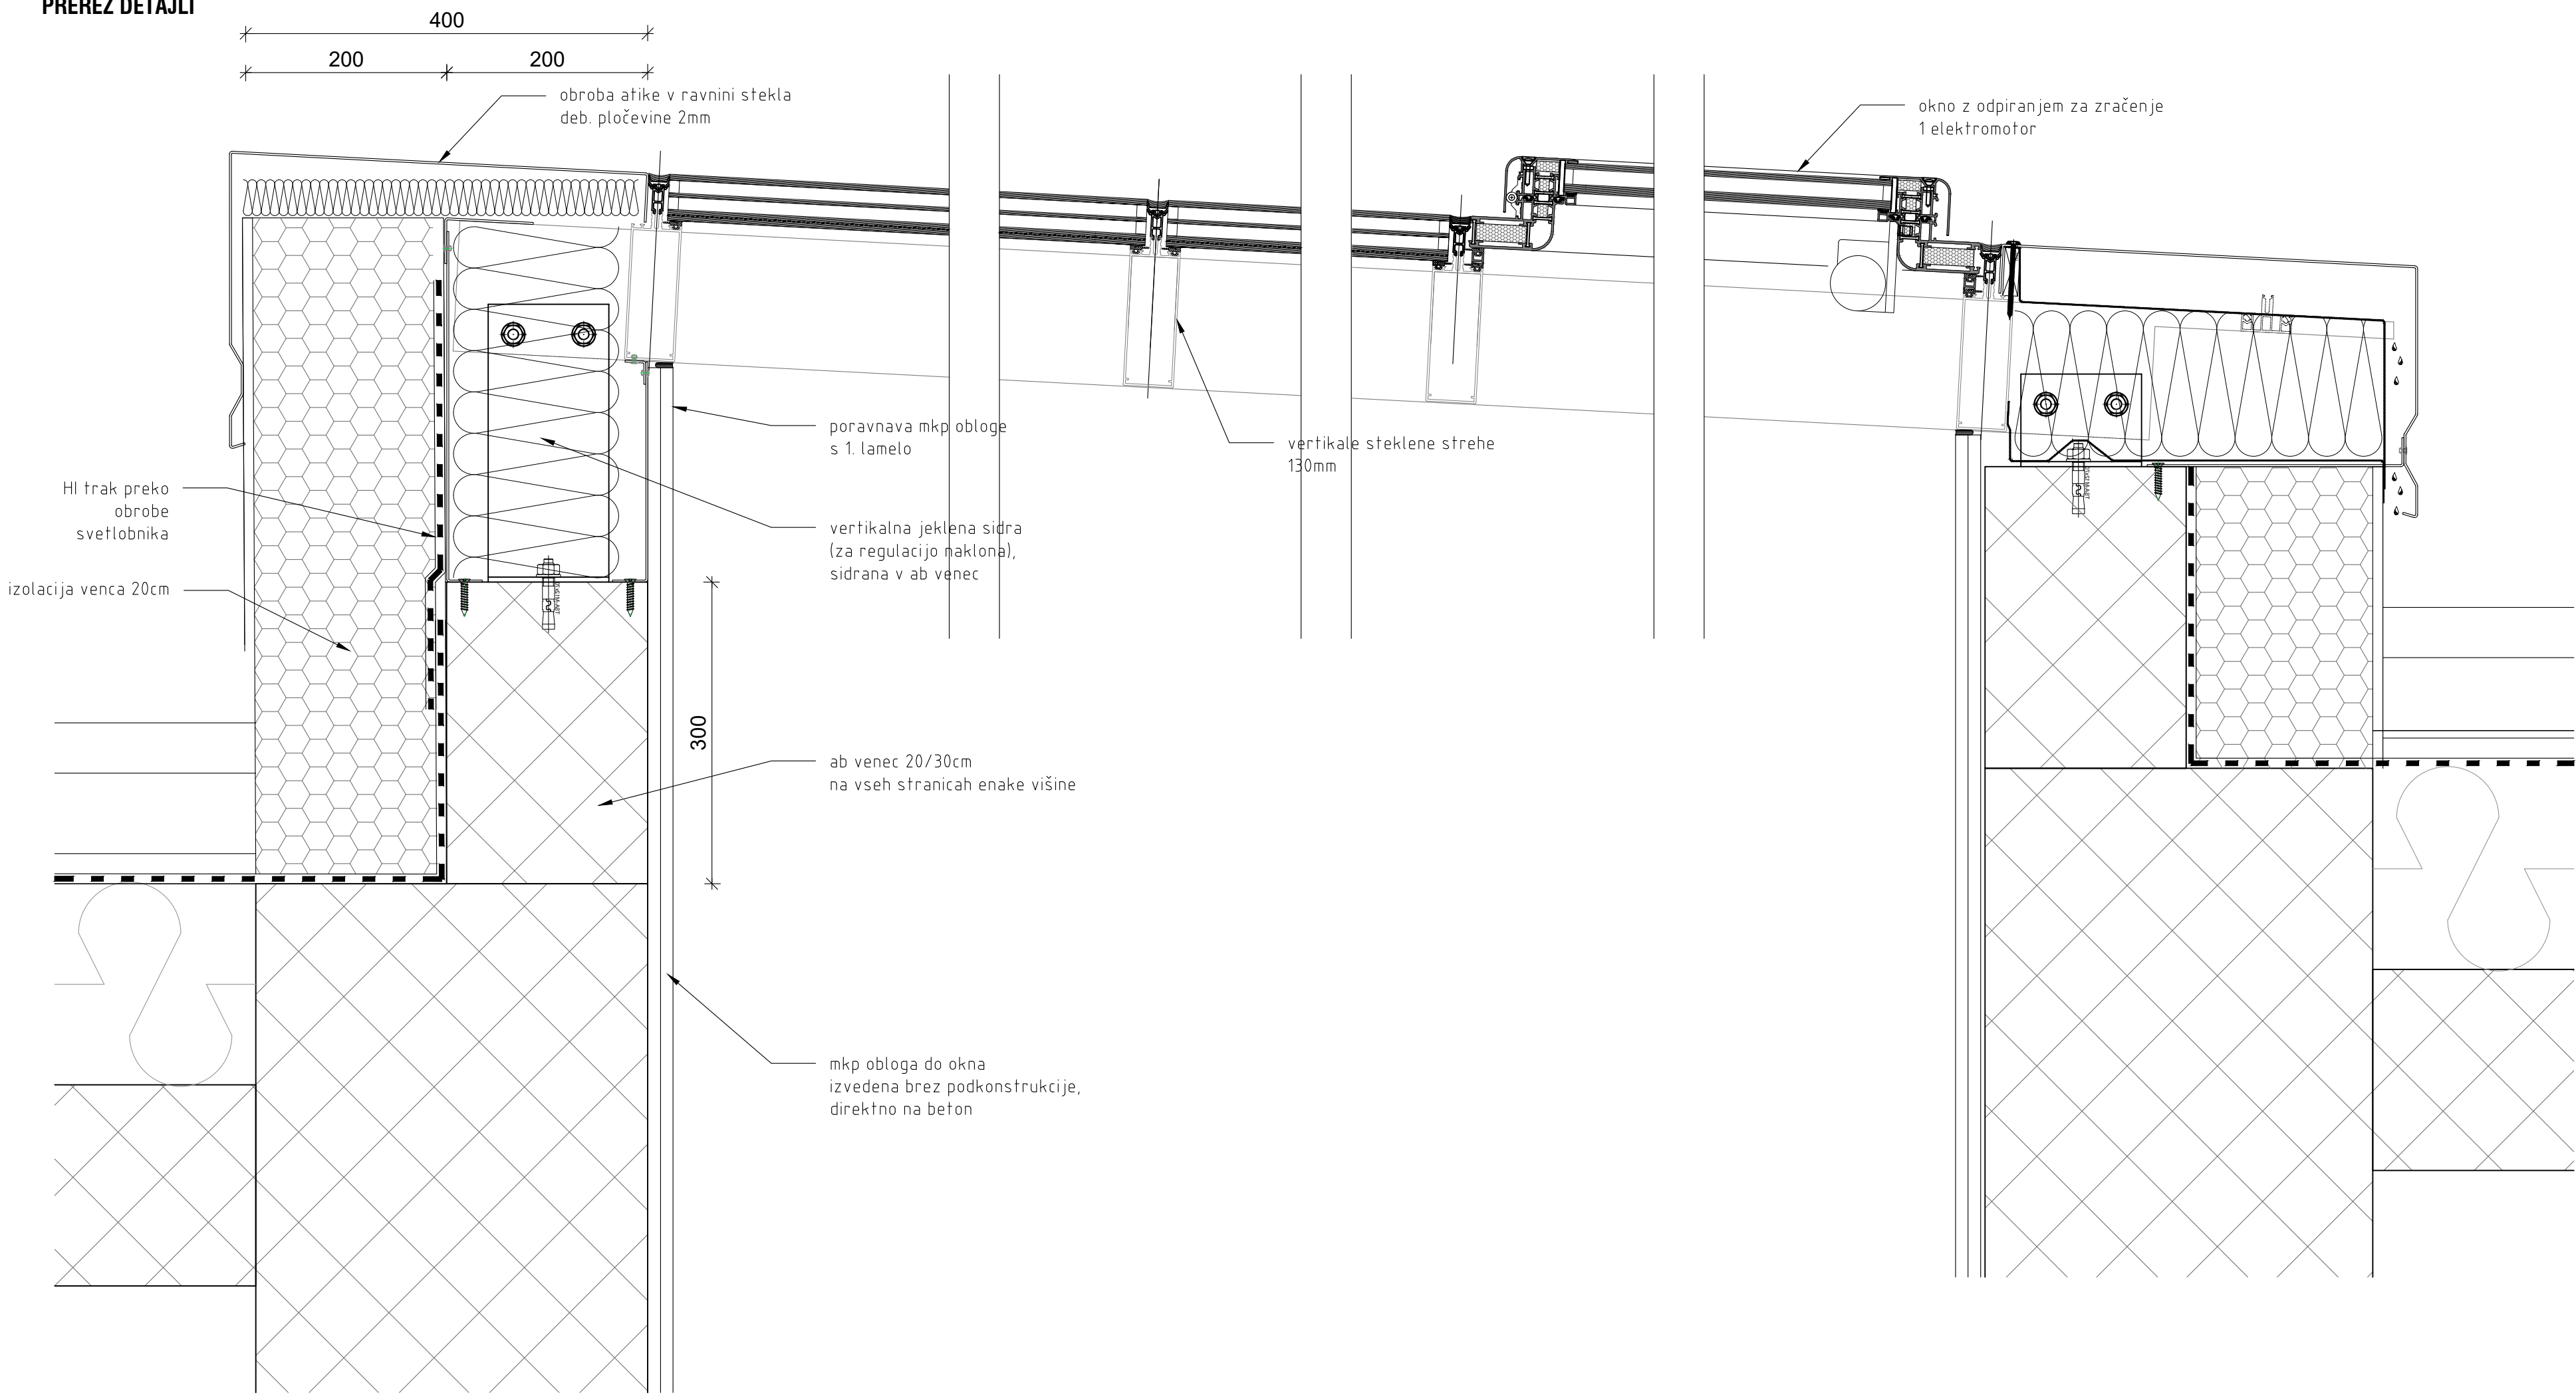 PREREZ DETAJLI
400
200
200
obroba atike v ravnini stekla
deb. pločevine 2mm
okno z odpiranjem za zračenje
1 elektromotor
poravnava mkp obloge
s 1. lamelo
vertikale steklene strehe
130mm
HI trak preko
obrobe
svetlobnika
vertikalna jeklena sidra
(za regulacijo naklona),
sidrana v ab venec
izolacija venca 20cm
300
ab venec 20/30cm
na vseh stranicah enake višine
mkp obloga do okna
izvedena brez podkonstrukcije,
direktno na beton